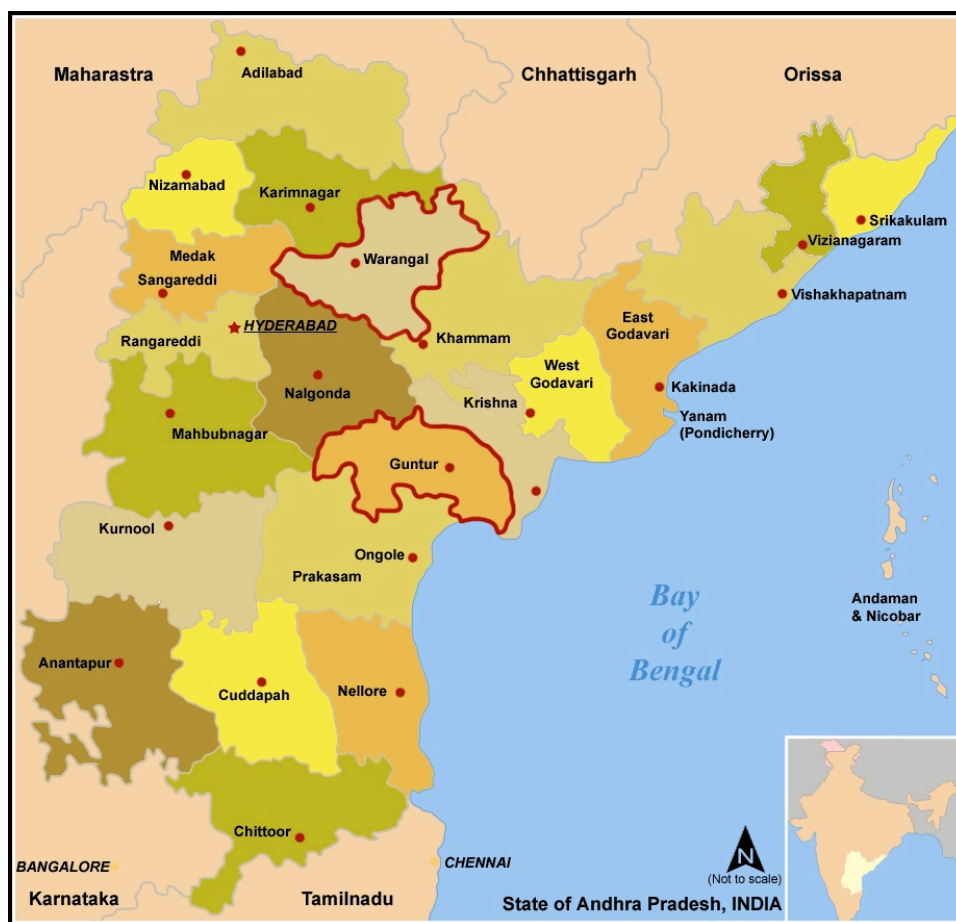 Maharastra
Chhattisgarh
Orissa
Adilabad
Nizamabad
Karimnagar
Srikakulam
Vizianagaram
Medak
Warangal
Sangareddi
Vishakhapatnam
HYDERABAD
East
Godavari
Rangareddi
Khammam
West
Godavari
Nalgonda
Kakinada
Krishna
Yanam
(Pondicherry)
Mahbubnagar
Guntur
Kurnool
Ongole
Prakasam
Bay
of
Bengal
Andaman
& Nicobar
Anantapur
Cuddapah
Nellore
Chittoor
BANGALORE
CHENNAI
N
(Not to scale)
Karnataka
Tamilnadu
State of Andhra Pradesh, INDIA